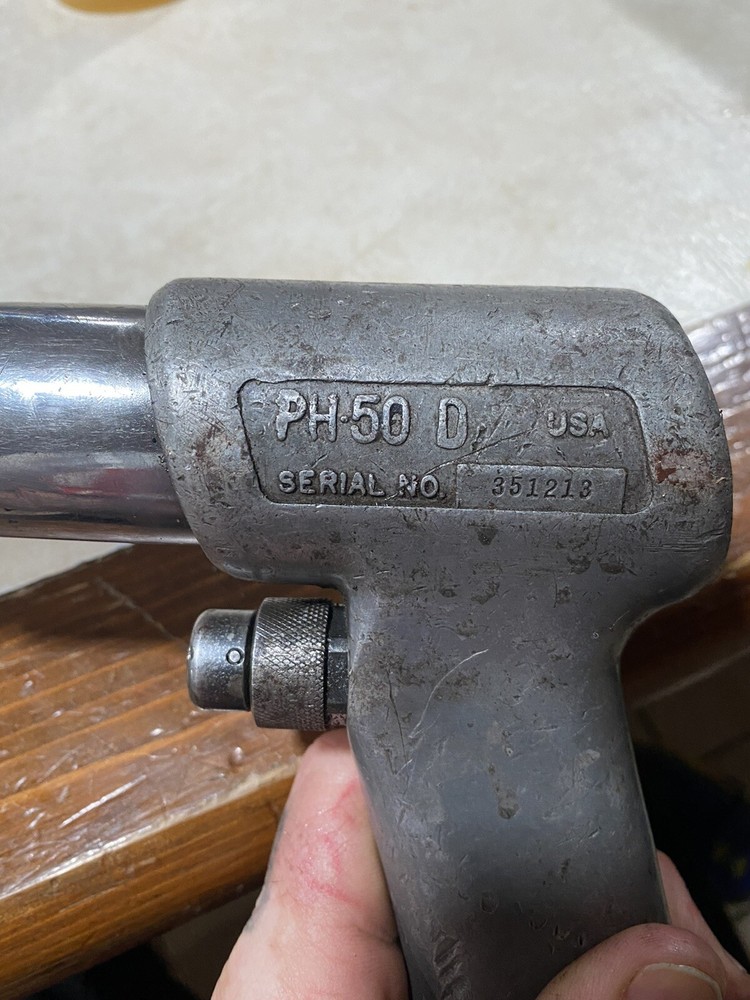 PH-50 D USA
SERIAL NO. 351213